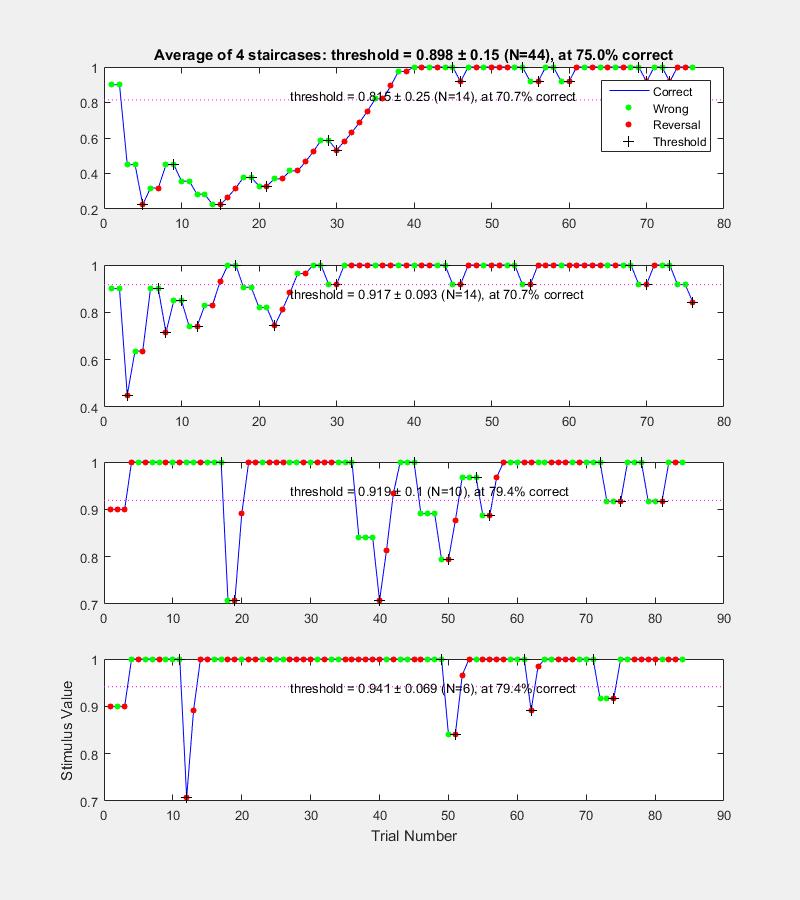 Average of 4 staircases: threshold = 0.898 ± 0.15 (N=44), at 75.0% correct
1
0.8
0.6
0.4
0.2
threshold = 0.815 ± 0.25 (N=14), at 70.7% correct
Correct
Wrong
Reversal
Threshold
0 10 20 30 40 50 60 70 80
1
0.8
0.6
0.4
threshold = 0.917 ± 0.093 (N=14), at 70.7% correct
0 10 20 30 40 50 60 70 80
1
0.9
0.8
0.7
threshold = 0.919 ± 0.1 (N=10), at 79.4% correct
0 10 20 30 40 50 60 70 80 90
1
0.9
0.8
0.7
threshold = 0.941 ± 0.069 (N=6), at 79.4% correct
0 10 20 30 40 50 60 70 80 90
Stimulus Value
Trial Number